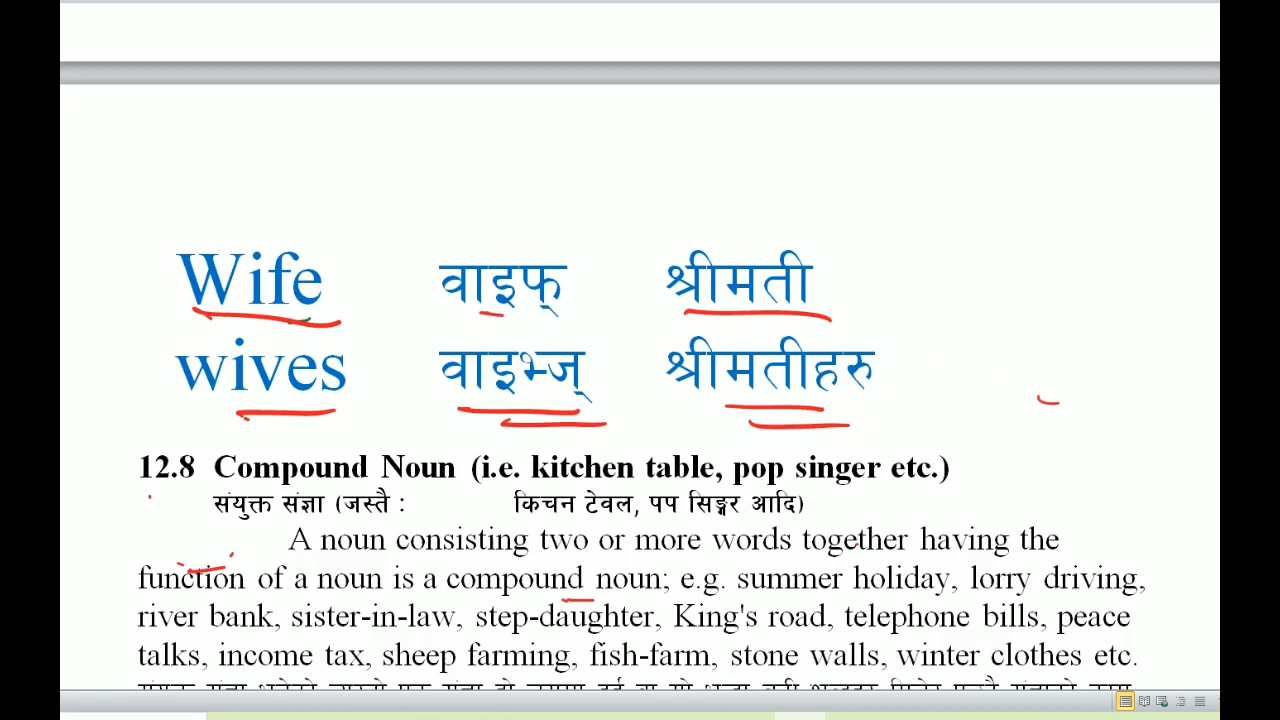 Wife वाइफ् श्रीमती
wives वाइभ्ज् श्रीमतीहरु
12.8 Compound Noun (i.e. kitchen table, pop singer etc.)
संयुक्त संज्ञा (जस्तै : किचन टेवल, पप सिङ्गर आदि)
A noun consisting two or more words together having the
function of a noun is a compound noun; e.g. summer holiday, lorry driving,
river bank, sister-in-law, step-daughter, King's road, telephone bills, peace
talks, income tax, sheep farming, fish-farm, stone walls, winter clothes etc.